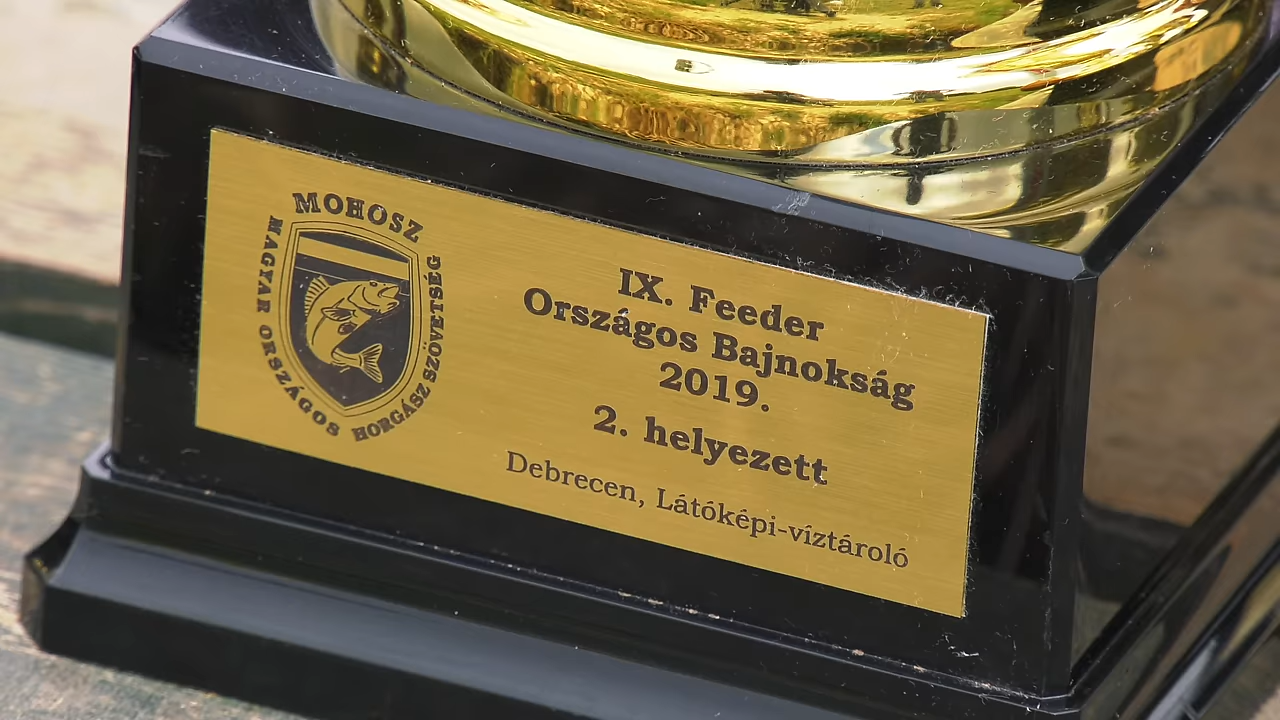 MOHOSZ
MAGYAR ORSZÁGOS HORGÁSZ SZÖVETSÉG
IX. Feeder
Országos Bajnokság
2019.
2. helyezett
Debrecen, Látóképi-víztároló